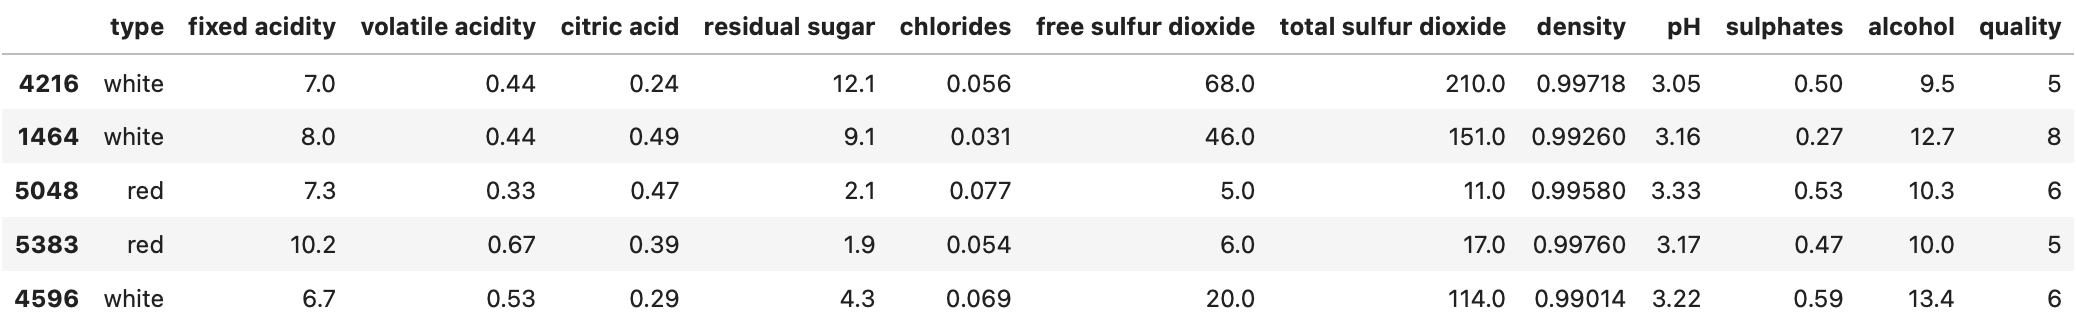 type fixed acidity volatile acidity citric acid residual sugar chlorides free sulfur dioxide total sulfur dioxide density pH sulphates alcohol quality
4216 white 7.0 0.44 0.24 12.1 0.056 68.0 210.0 0.99718 3.05 0.50 9.5 5
1464 white 8.0 0.44 0.49 9.1 0.031 46.0 151.0 0.99260 3.16 0.27 12.7 8
5048 red 7.3 0.33 0.47 2.1 0.077 5.0 11.0 0.99580 3.33 0.53 10.3 6
5383 red 10.2 0.67 0.39 1.9 0.054 6.0 17.0 0.99760 3.17 0.47 10.0 5
4596 white 6.7 0.53 0.29 4.3 0.069 20.0 114.0 0.99014 3.22 0.59 13.4 6